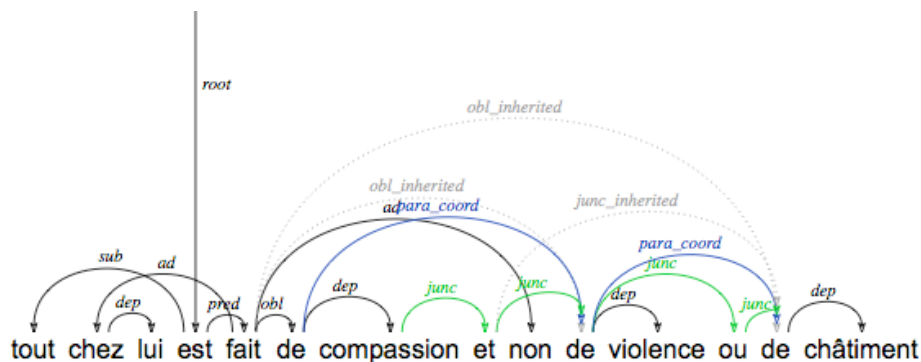 root
obl_inherited
obl_inherited
ad
para_coord
junc_inherited
sub
ad
para_coord
junc
dep
pred
obl
dep
junc
junc
dep
junc
dep
tout chez lui est fait de compassion et non de violence ou de châtiment